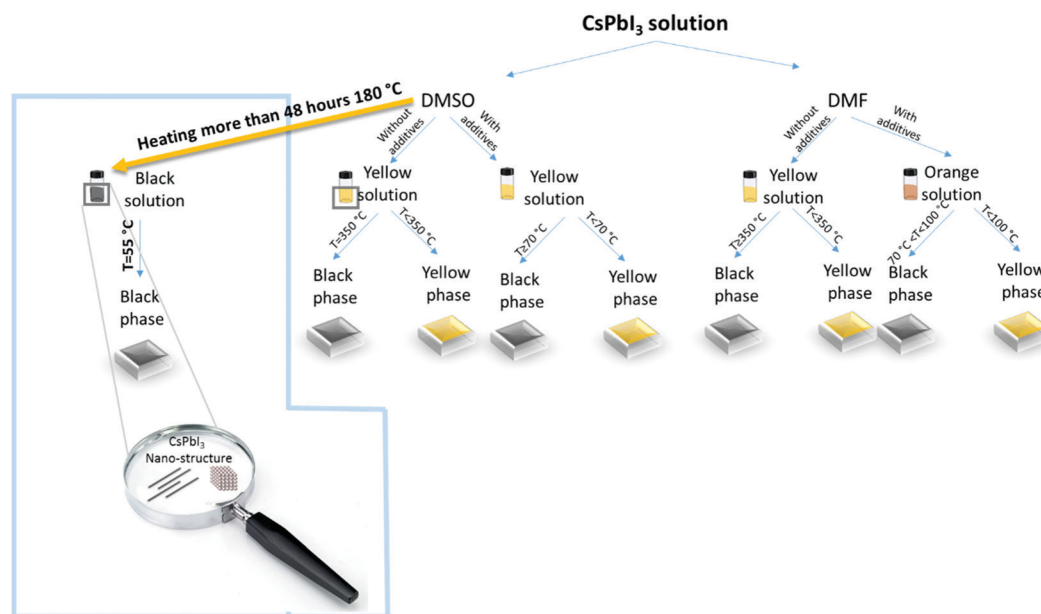 CsPbI₃ solution
Heating more than 48 hours 180 °C
DMSO
DMF
Without
additives
With
additives
Without
additives
With
additives
Black
solution
Yellow
solution
Yellow
solution
Yellow
solution
Orange
solution
T=55 °C
T=350 °C
T<350 °C
T≥70 °C
T<70 °C
T≥350 °C
T<350 °C
70 °C <T<100 °C
T<100 °C
Black
phase
Black
phase
Yellow
phase
Black
phase
Yellow
phase
Black
phase
Yellow
phase
Black
phase
Yellow
phase
CsPbI₃
Nano-structure